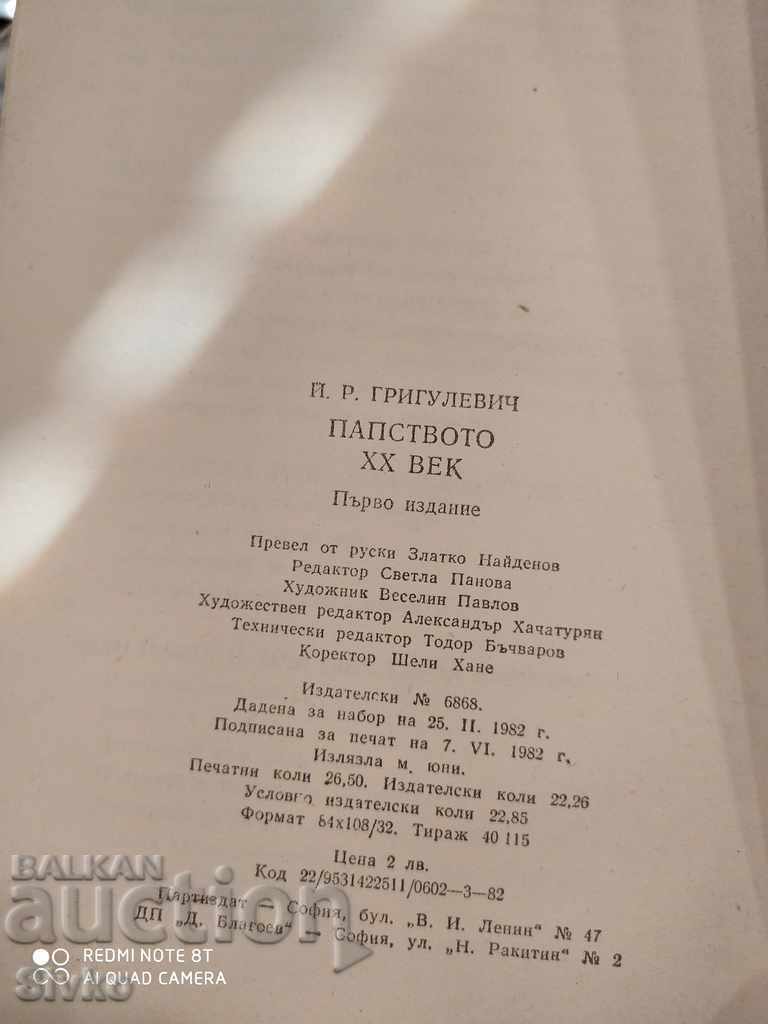 Й. Р. ГРИГУЛЕВИЧ
ПАПСТВОТО
XX ВЕК
Първо издание
Превел от руски Златко Найденов
Редактор Светла Панова
Художник Веселин Павлов
Художествен редактор Александър Хачатурян
Технически редактор Тодор Бъчваров
Коректор Шели Хане
Издателски № 6868.
Дадена за набор на 25. II. 1982 г.
Подписана за печат на 7. VI. 1982 г.
Излязла м. юни.
Печатни коли 26,50. Издателски коли 22,26
Условно издателски коли 22,85
Формат 84x108/32. Тираж 40 115
Цена 2 лв.
Код 22/9531422511/0602—3—82
Партиздат — София, бул. „В. И. Ленин“ № 47
ДП „Д. Благоев“ — София, ул. „Н. Ракитин“ № 2
BALKAN
auction
REDMI NOTE 8T
AI QUAD CAMERA
Sivko